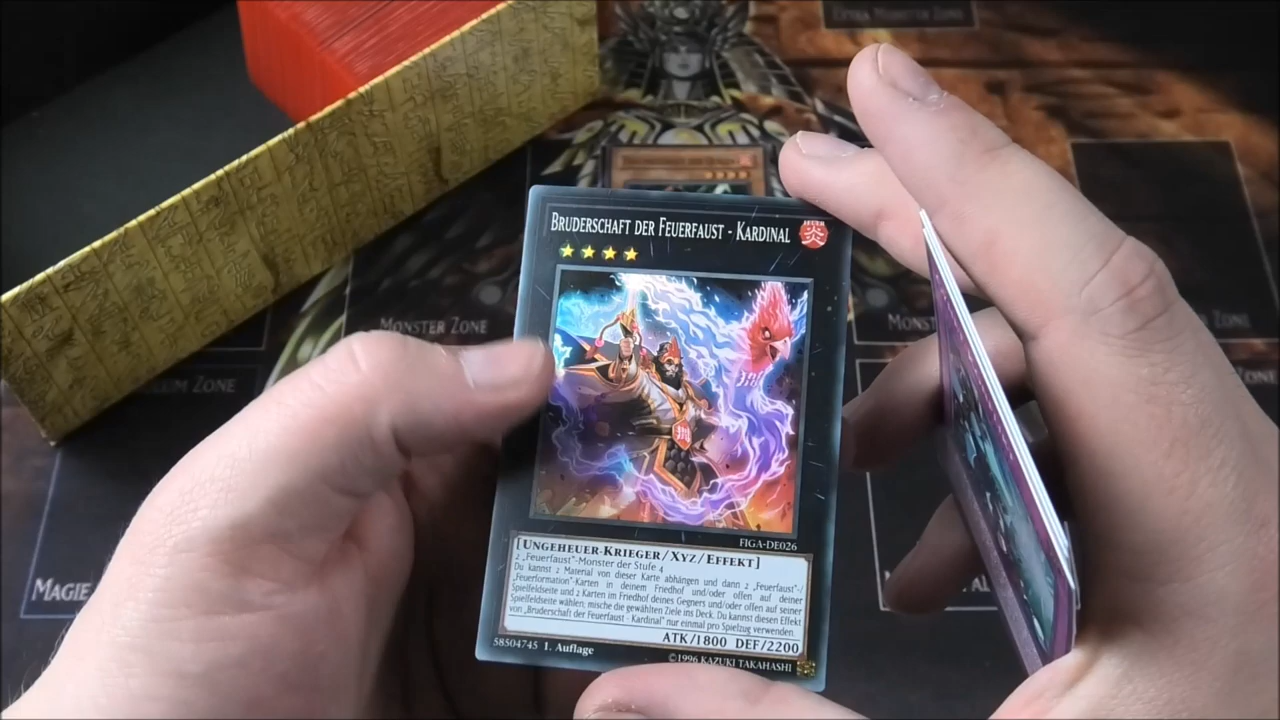 EXTRA MONSTER ZONE
BRUDERSCHAFT DER FEUERFAUST - KARDINAL
炎
MONSTER ZONE
FIGA-DE026
[UNGEHEUER-KRIEGER/XYZ/EFFEKT]
2 „Feuerfaust"-Monster der Stufe 4
Du kannst 2 Material von dieser Karte abhängen und dann 2 „Feuerfaust"-/
„Feuerformation"-Karten in deinem Friedhof und/oder offen auf deiner
Spielfeldseite und 2 Karten im Friedhof deines Gegners und/oder offen auf seiner
Spielfeldseite wählen; mische die gewählten Ziele ins Deck. Du kannst diesen Effekt
von „Bruderschaft der Feuerfaust - Kardinal" nur einmal pro Spielzug verwenden.
ATK/1800 DEF/2200
58504745 1. Auflage
©1996 KAZUKI TAKAHASHI
ZONE
MAGIE